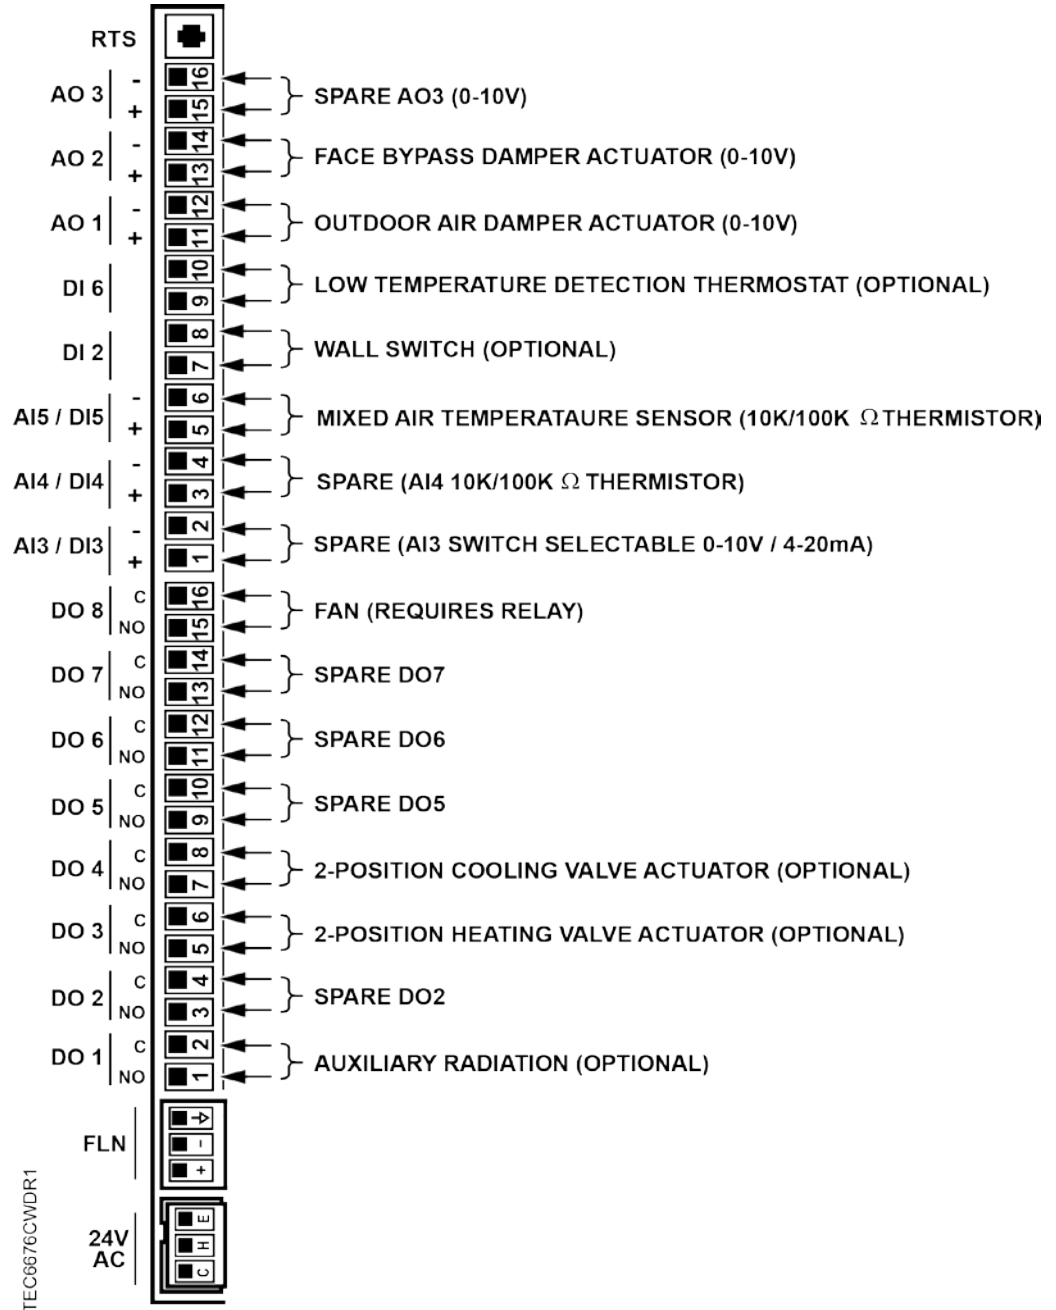 RTS
AO 3 - 16 SPARE AO3 (0-10V)
+ 15
AO 2 - 14 FACE BYPASS DAMPER ACTUATOR (0-10V)
+ 13
AO 1 - 12 OUTDOOR AIR DAMPER ACTUATOR (0-10V)
+ 11
DI 6 10 LOW TEMPERATURE DETECTION THERMOSTAT (OPTIONAL)
9
DI 2 8 WALL SWITCH (OPTIONAL)
7
AI5 / DI5 - 6 MIXED AIR TEMPERATAURE SENSOR (10K/100K Ω THERMISTOR)
+ 5
AI4 / DI4 - 4 SPARE (AI4 10K/100K Ω THERMISTOR)
+ 3
AI3 / DI3 - 2 SPARE (AI3 SWITCH SELECTABLE 0-10V / 4-20mA)
+ 1
DO 8 C 16 FAN (REQUIRES RELAY)
NO 15
DO 7 C 14 SPARE DO7
NO 13
DO 6 C 12 SPARE DO6
NO 11
DO 5 C 10 SPARE DO5
NO 9
DO 4 C 8 2-POSITION COOLING VALVE ACTUATOR (OPTIONAL)
NO 7
DO 3 C 6 2-POSITION HEATING VALVE ACTUATOR (OPTIONAL)
NO 5
DO 2 C 4 SPARE DO2
NO 3
DO 1 C 2 AUXILIARY RADIATION (OPTIONAL)
NO 1
FLN -
+
24V E
AC H
C
TEC6676CWDR1